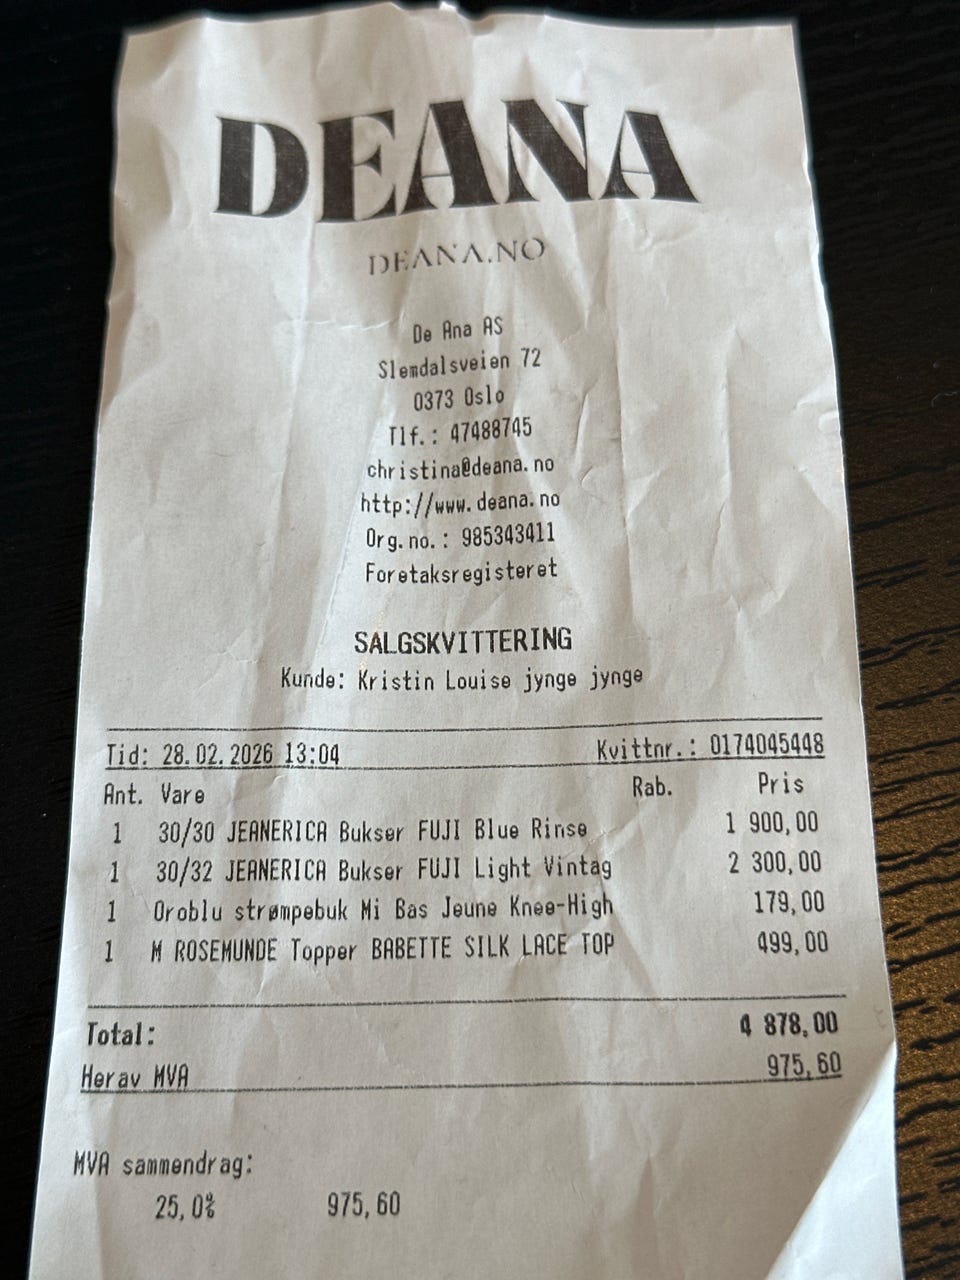 DEANA
DEANA.NO
De Ana AS
Slemdalsveien 72
0373 Oslo
Tlf.: 47488745
christina@deana.no
http://www.deana.no
Org.no.: 985343411
Foretaksregisteret
SALGSKVITTERING
Kunde: Kristin Louise jynge jynge
Tid: 28.02.2026 13:04 Kvittnr.: 0174045448
Ant. Vare Rab. Pris
1 30/30 JEANERICA Bukser FUJI Blue Rinse 1 900,00
1 30/32 JEANERICA Bukser FUJI Light Vintag 2 300,00
1 Oroblu strømpebuk Mi Bas Jeune Knee-High 179,00
1 M ROSEMUNDE Topper BABETTE SILK LACE TOP 499,00
Total: 4 878,00
Herav MVA 975,60
MVA sammendrag:
25,0% 975,60